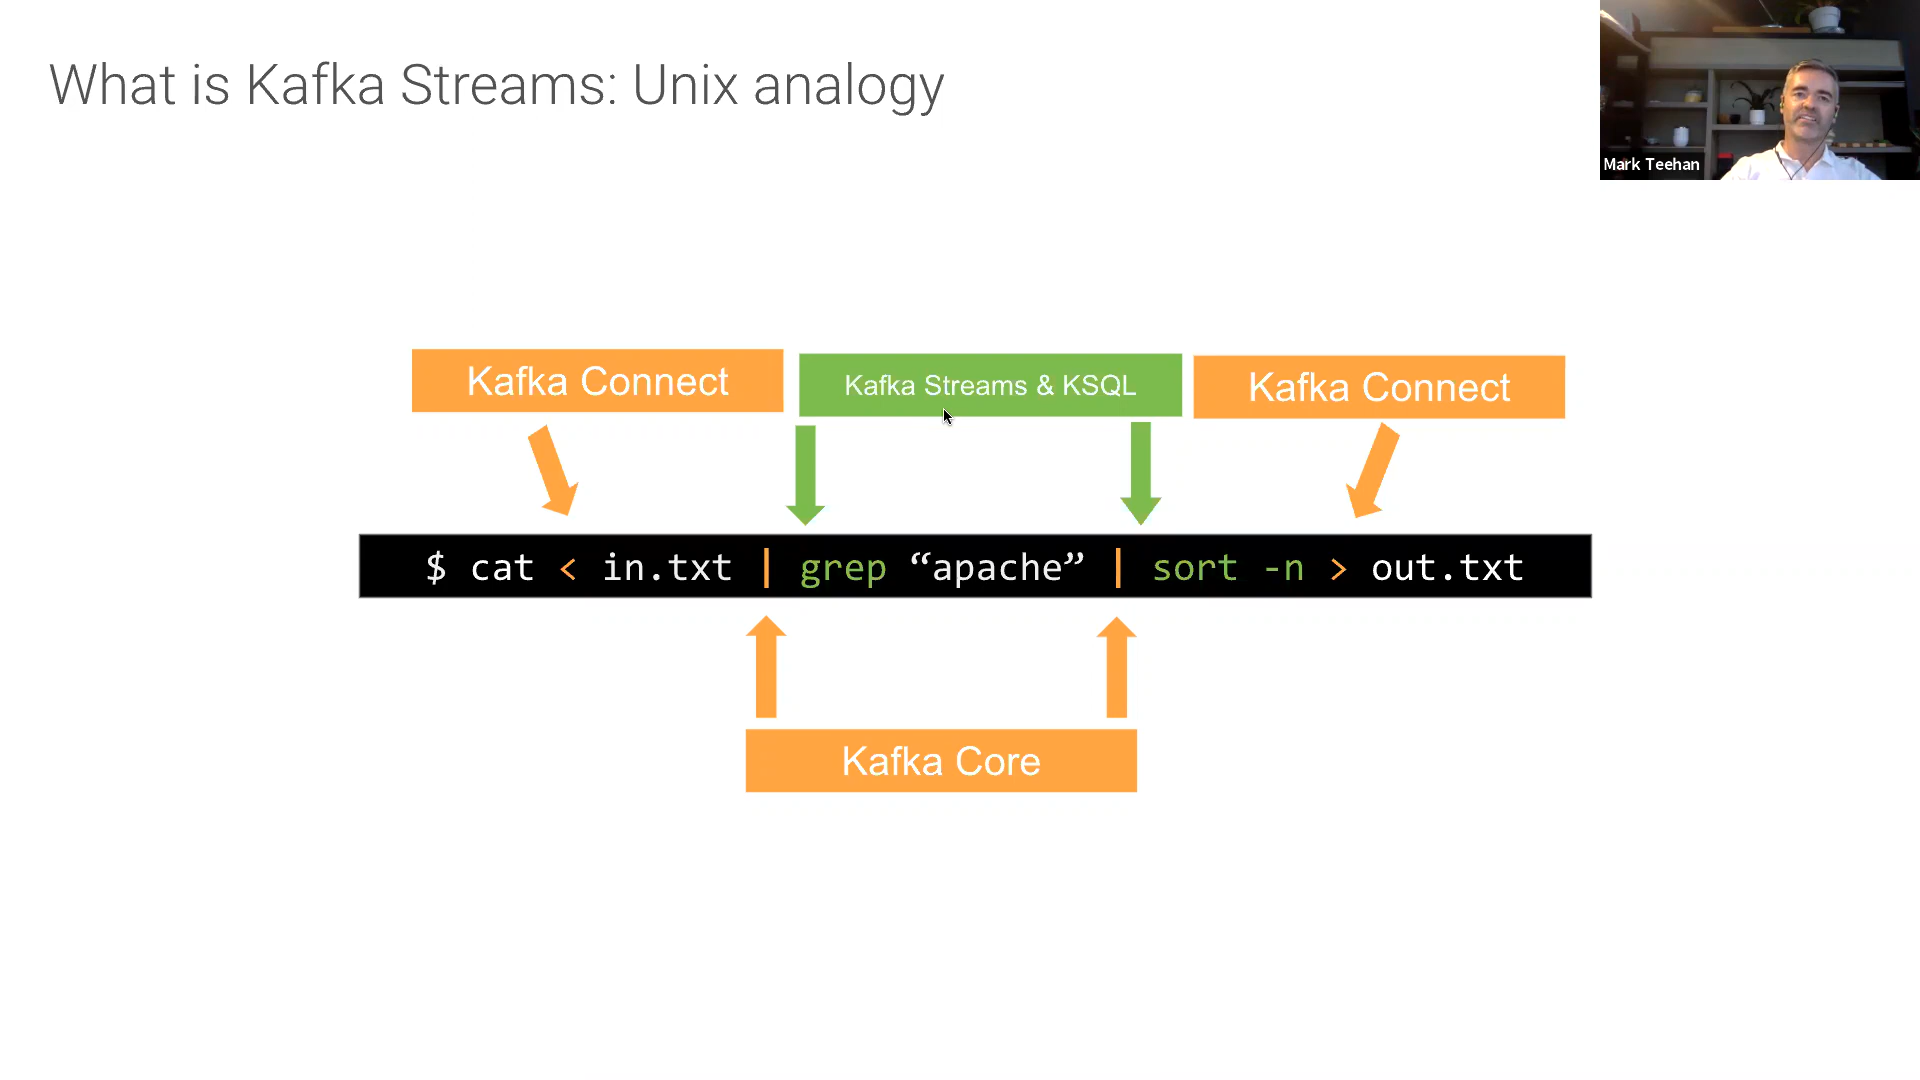 What is Kafka Streams: Unix analogy
Mark Teehan
Kafka Connect
Kafka Streams & KSQL
Kafka Connect
$ cat < in.txt | grep “apache” | sort -n > out.txt
Kafka Core